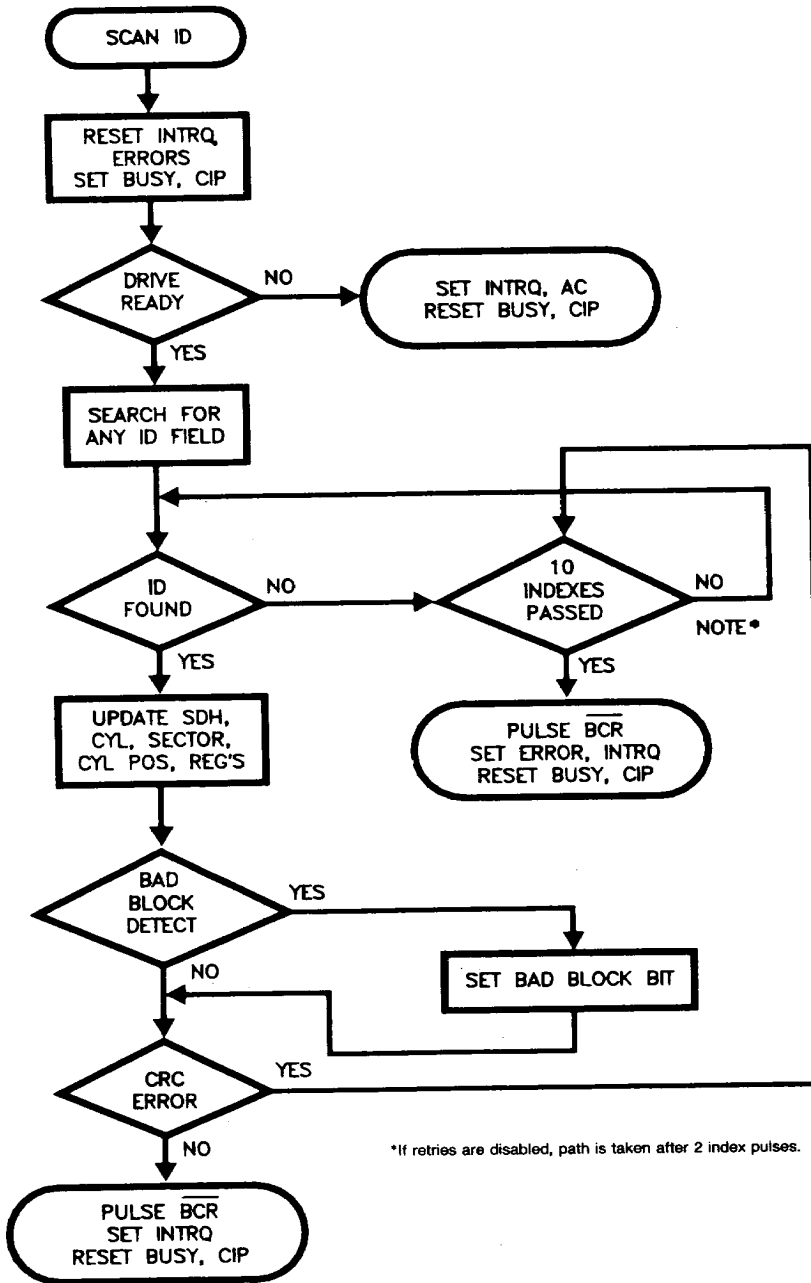 SCAN ID
RESET INTRQ,
ERRORS
SET BUSY, CIP
DRIVE
READY
NO
SET INTRQ, AC
RESET BUSY, CIP
YES
SEARCH FOR
ANY ID FIELD
ID
FOUND
NO
10
INDEXES
PASSED
NO
NOTE*
YES
YES
UPDATE SDH,
CYL, SECTOR,
CYL POS, REG'S
PULSE BCR
SET ERROR, INTRQ
RESET BUSY, CIP
BAD
BLOCK
DETECT
YES
NO
SET BAD BLOCK BIT
CRC
ERROR
YES
NO
*If retries are disabled, path is taken after 2 index pulses.
PULSE BCR
SET INTRQ
RESET BUSY, CIP